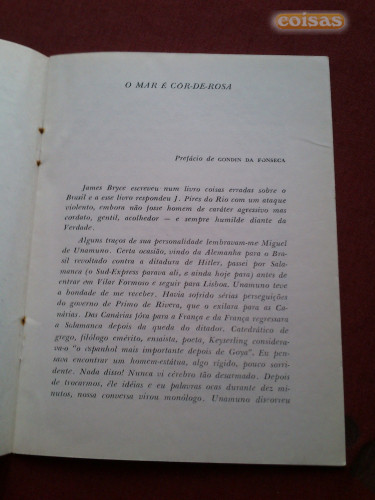 coisas
O MAR É CÔR-DE-ROSA
Prefácio de GONDIN DA FONSECA
James Bryce escreveu num livro coisas erradas sobre o
Brasil e a esse livro respondeu J. Pires do Rio com um ataque
violento, embora não fosse homem de caráter agressivo mas
cordato, gentil, acolhedor — e sempre humilde diante da
Verdade.
Alguns traços de sua personalidade lembravam-me Miguel
de Unamuno. Certa ocasião, vindo da Alemanha para o Bra-
sil revoltado contra a ditadura de Hitler, passei por Sala-
manca (o Sud-Express parava ali, e ainda hoje para) antes
de entrar em Vilar Formoso e seguir para Lisboa. Unamuno teve
a bondade de me receber. Havia sofrido sérias perseguições
do governo de Primo de Rivera, que o exilara para as Ca-
nárias. Das Canárias fôra para a França e da França regressara
a Salamanca depois da queda do ditador. Catedrático de
grego, filólogo emérito, ensaísta, poeta, Keyserling considera-
va-o "o espanhol mais importante depois de Goya". Eu pen-
sava encontrar um homem-estátua, algo rígido, pouco sorri-
dente. Nada disso! Nunca vi cérebro tão desarmado. Depois
de trocarmos, êle idéias e eu palavras ocas durante dez mi-
nutos, nossa conversa virou monólogo. Unamuno discorreu